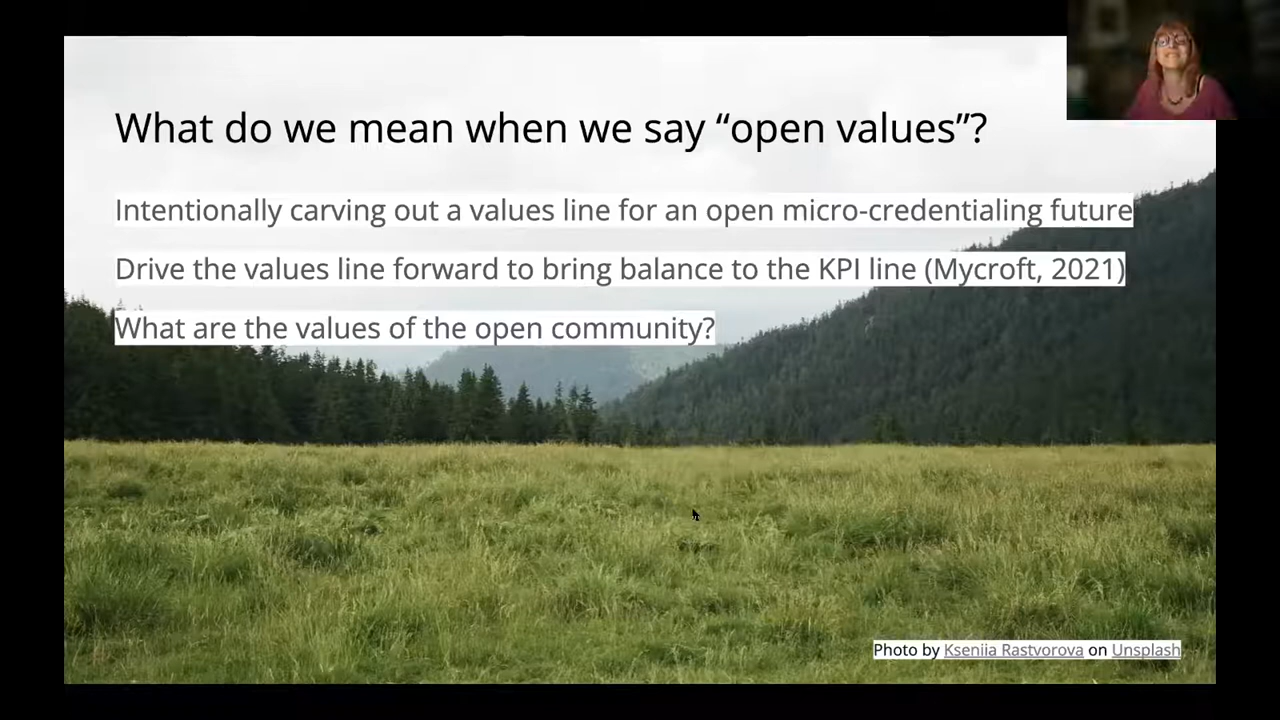 What do we mean when we say “open values”?
Intentionally carving out a values line for an open micro-credentialing future
Drive the values line forward to bring balance to the KPI line (Mycroft, 2021)
What are the values of the open community?
Photo by Kseniia Rastvorova on Unsplash